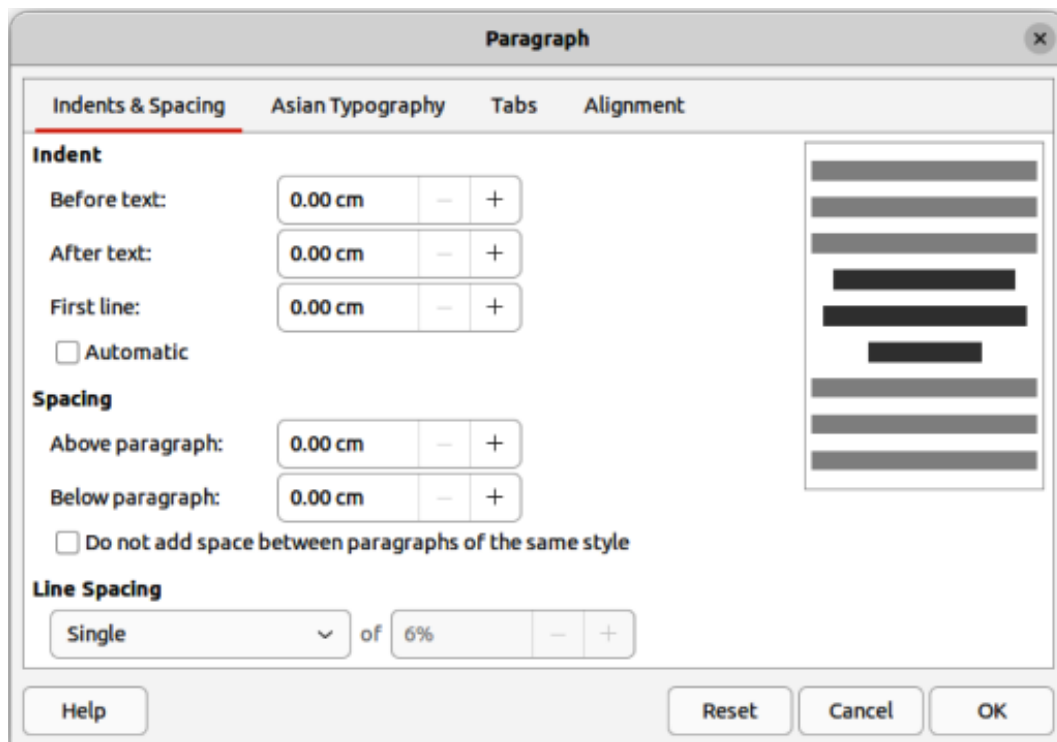 Paragraph
Indents & Spacing Asian Typography Tabs Alignment
Indent
Before text: 0.00 cm
After text: 0.00 cm
First line: 0.00 cm
Automatic
Spacing
Above paragraph: 0.00 cm
Below paragraph: 0.00 cm
Do not add space between paragraphs of the same style
Line Spacing
Single of 6%
Help Reset Cancel OK